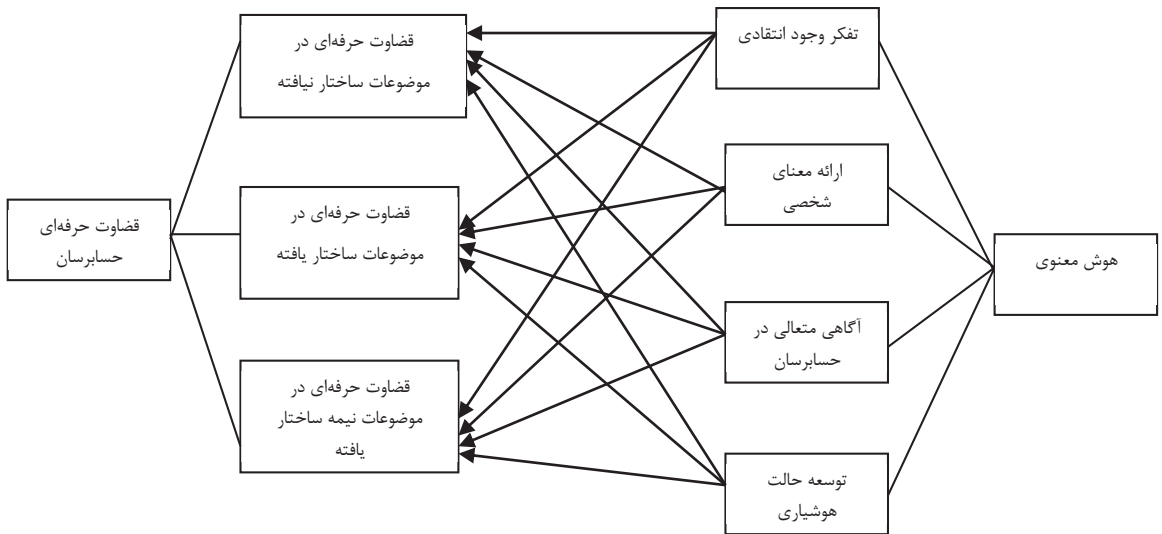 هوش معنوی
تفکر وجود انتقادی
ارائه معنای
شخصی
آگاهی متعالی در
حسابرسان
توسعه حالت
هوشیاری
قضاوت حرفه‌ای در
موضوعات ساختار نیافته
قضاوت حرفه‌ای در
موضوعات ساختار یافته
قضاوت حرفه‌ای در
موضوعات نیمه ساختار
یافته
قضاوت حرفه‌ای
حسابرسان